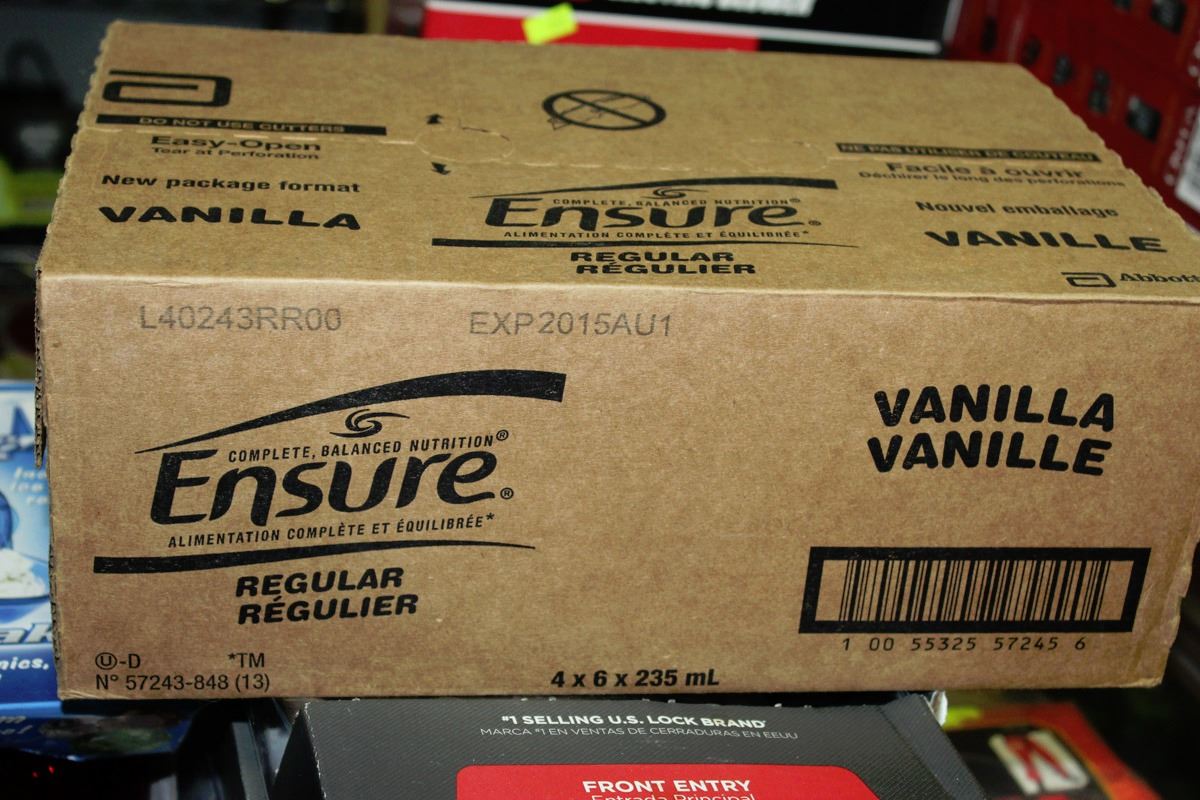 DO NOT USE CUTTERS
Easy-Open
Tear at Perforation
New package format
VANILLA
COMPLETE, BALANCED NUTRITION®
Ensure®
ALIMENTATION COMPLÈTE ET ÉQUILIBRÉE*
REGULAR
RÉGULIER
NE PAS UTILISER DE COUTEAU
Facile à ouvrir
Déchirer le long des perforations
Nouvel emballage
VANILLE
Abbott
L40243RR00
EXP2015AU1
COMPLETE, BALANCED NUTRITION®
Ensure®
ALIMENTATION COMPLÈTE ET ÉQUILIBRÉE*
REGULAR
RÉGULIER
VANILLA
VANILLE
1 00 55325 57245 6
Ⓤ-D *TM
N° 57243-848 (13)
4 x 6 x 235 mL
#1 SELLING U.S. LOCK BRAND*
MARCA #1 EN VENTAS DE CERRADURAS EN EEUU
FRONT ENTRY
Entrada Principal